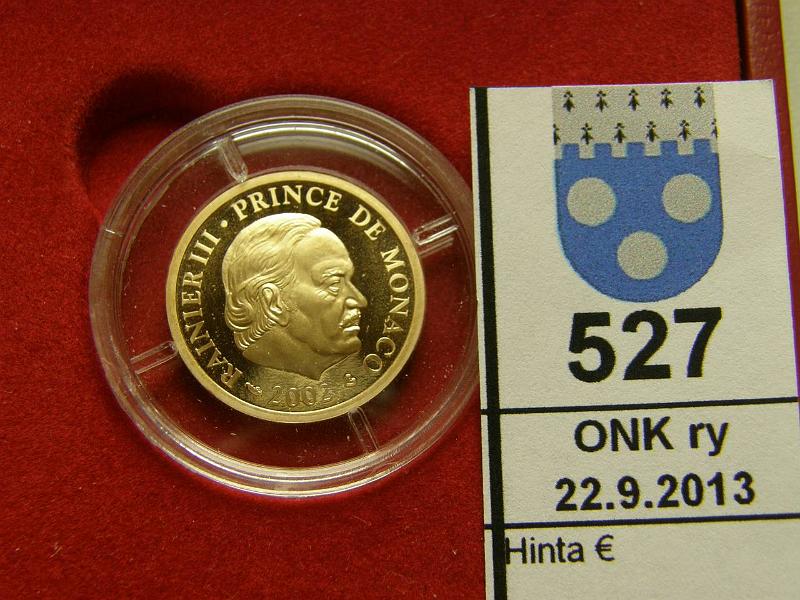 RAINIER III · PRINCE DE MONACO
2002
527
ONK ry
22.9.2013
Hinta €